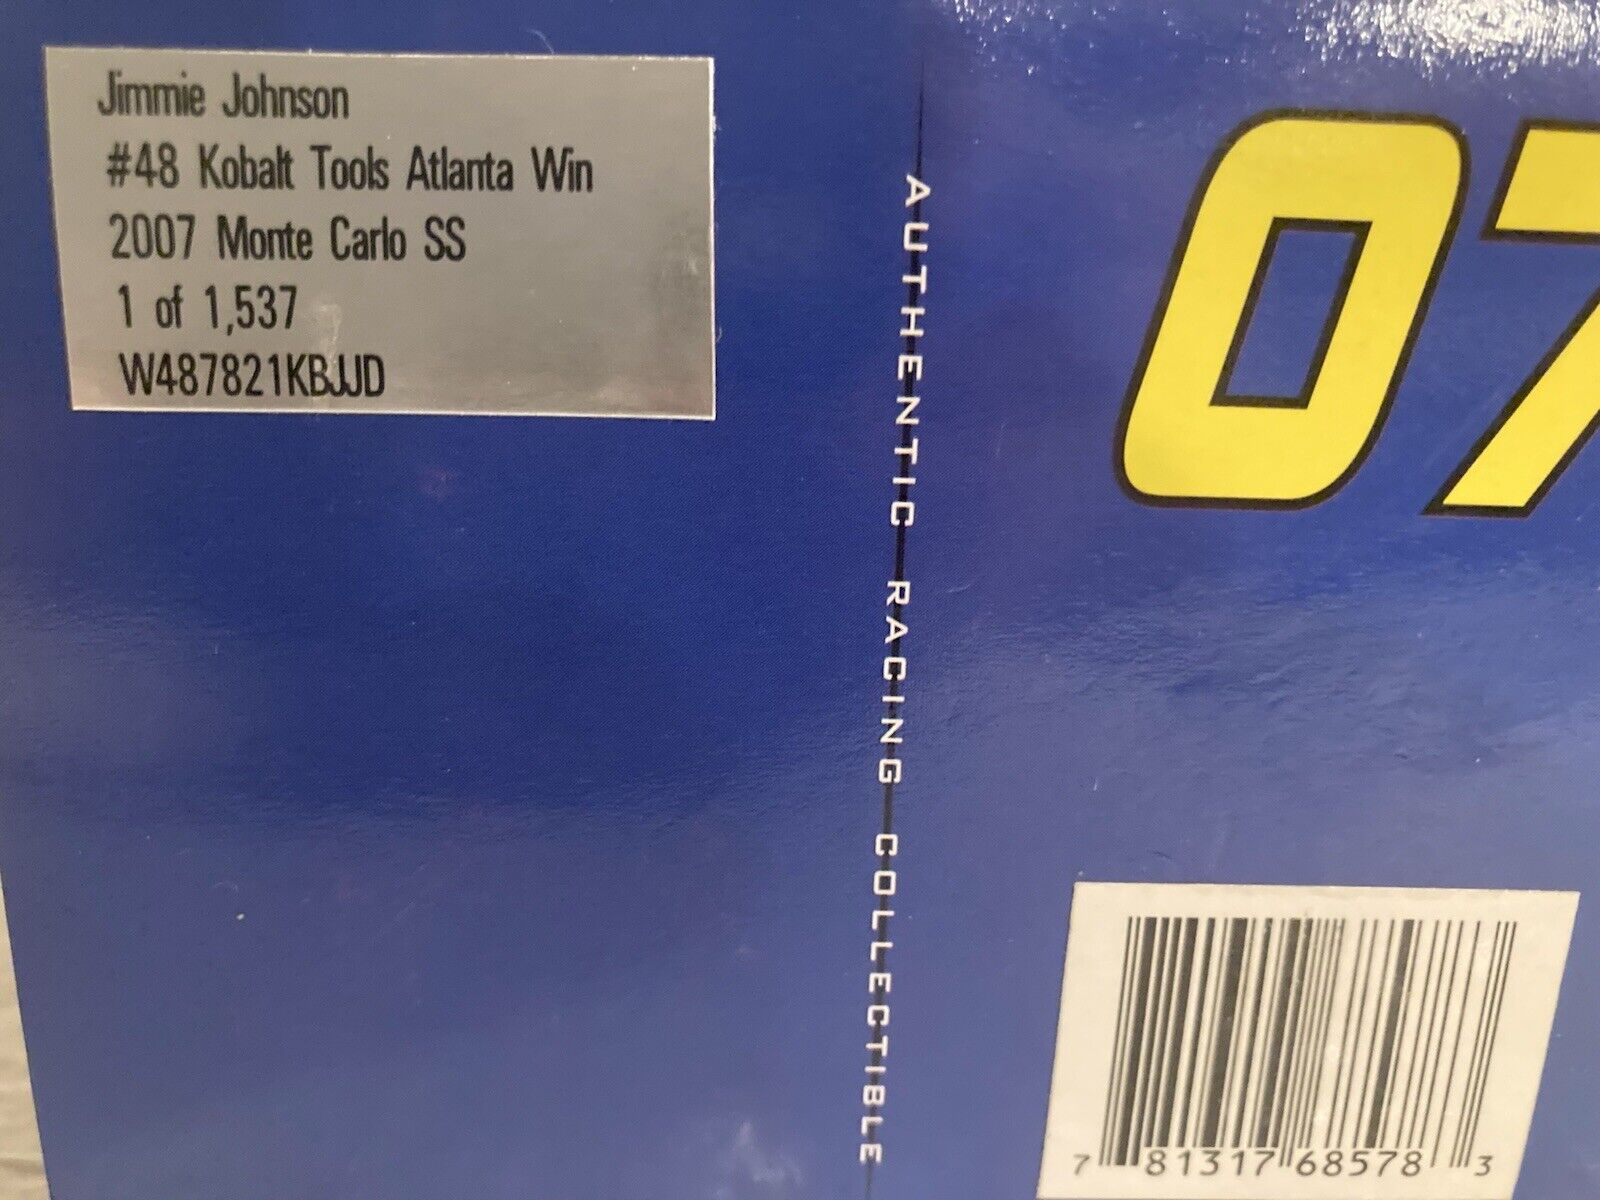 Jimmie Johnson
#48 Kobalt Tools Atlanta Win
2007 Monte Carlo SS
1 of 1,537
W487821KBJJD
AUTHENTIC RACING COLLECTIBLE
07
7 81317 68578 3